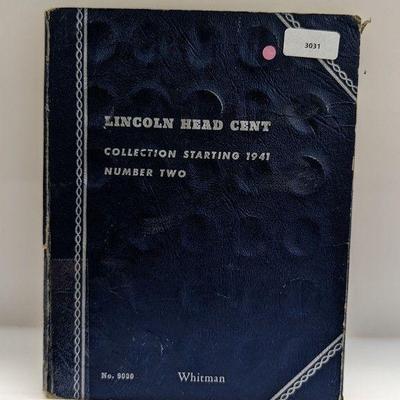 3031
LINCOLN HEAD CENT
COLLECTION STARTING 1941
NUMBER TWO
No. 9030 Whitman